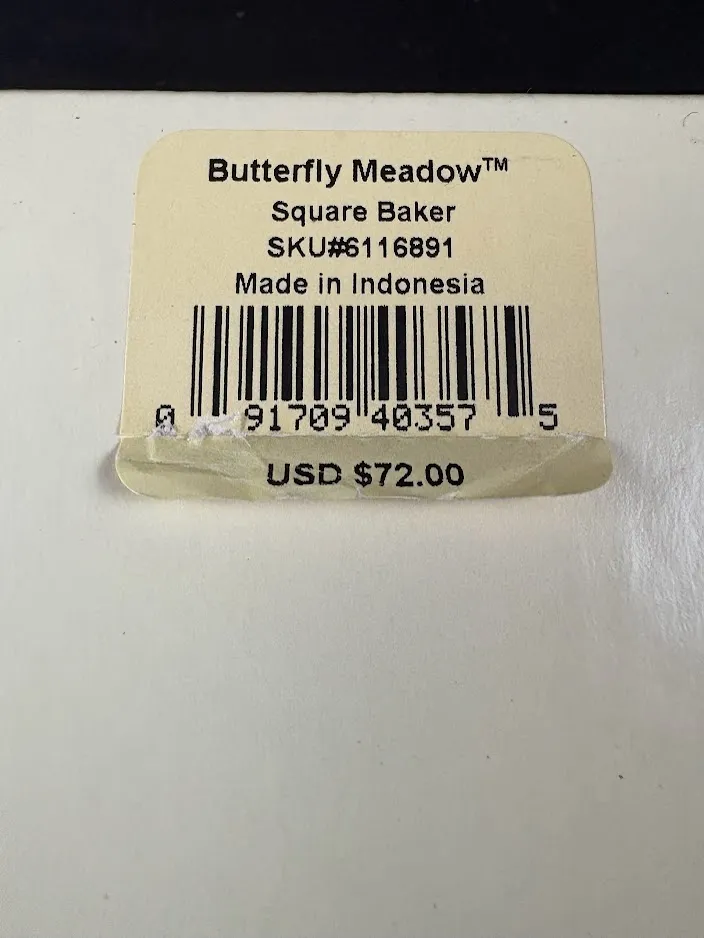 Butterfly Meadow™
Square Baker
SKU#6116891
Made in Indonesia
0 91709 40357 5
USD $72.00